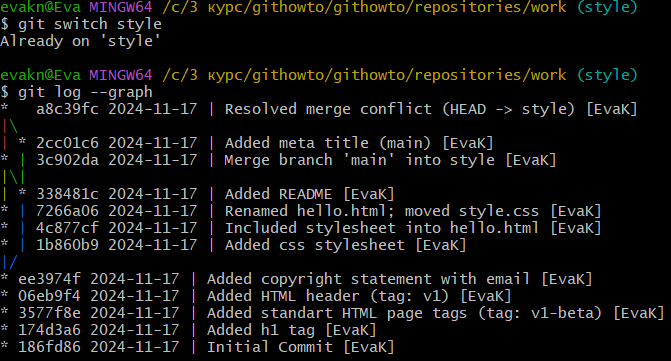 evakn@Eva MINGW64 /c/3 курс/githowto/githowto/repositories/work (style)
$ git switch style
Already on 'style'
evakn@Eva MINGW64 /c/3 курс/githowto/githowto/repositories/work (style)
$ git log --graph
*   a8c39fc 2024-11-17 | Resolved merge conflict (HEAD -> style) [EvaK]
|\
| * 2cc01c6 2024-11-17 | Added meta title (main) [EvaK]
* | 3c902da 2024-11-17 | Merge branch 'main' into style [EvaK]
|\|
| * 338481c 2024-11-17 | Added README [EvaK]
* | 7266a06 2024-11-17 | Renamed hello.html; moved style.css [EvaK]
* | 4c877cf 2024-11-17 | Included stylesheet into hello.html [EvaK]
* | 1b860b9 2024-11-17 | Added css stylesheet [EvaK]
|/
* ee3974f 2024-11-17 | Added copyright statement with email [EvaK]
* 06eb9f4 2024-11-17 | Added HTML header (tag: v1) [EvaK]
* 3577f8e 2024-11-17 | Added standart HTML page tags (tag: v1-beta) [EvaK]
* 174d3a6 2024-11-17 | Added h1 tag [EvaK]
* 186fd86 2024-11-17 | Initial Commit [EvaK]